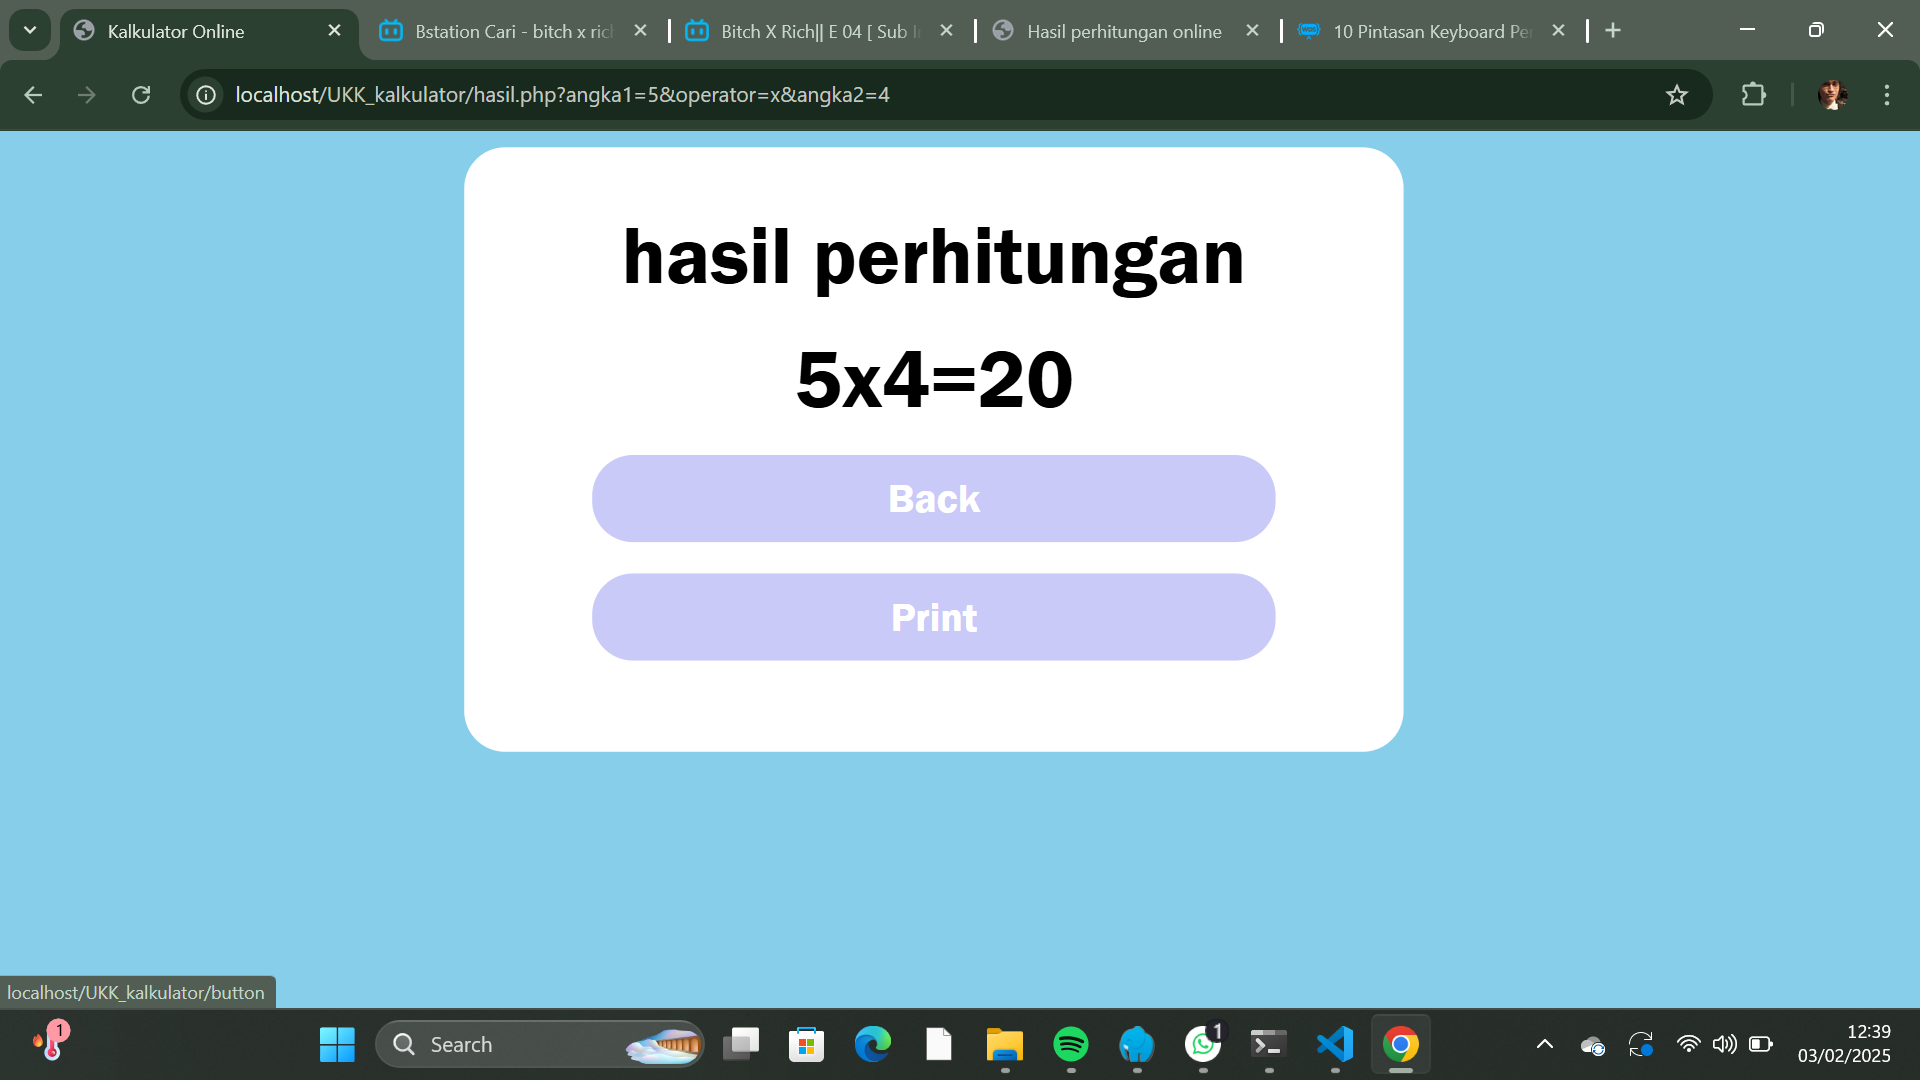 Kalkulator Online
Bstation Cari - bitch x ric
Bitch X Rich|| E 04 [ Sub I
Hasil perhitungan online
10 Pintasan Keyboard Per
localhost/UKK_kalkulator/hasil.php?angka1=5&operator=x&angka2=4
hasil perhitungan
5x4=20
Back
Print
localhost/UKK_kalkulator/button
1
Search
1
12:39
03/02/2025